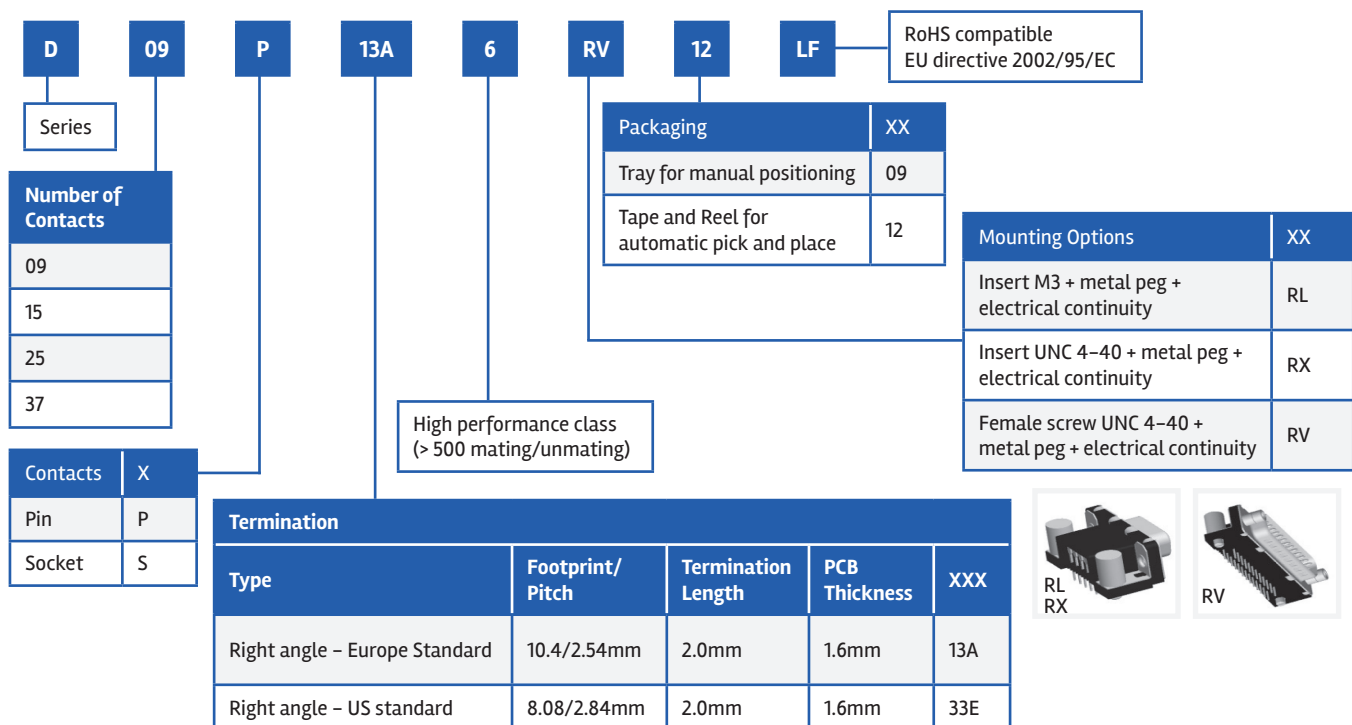 D 09 P 13A 6 RV 12 LF
RoHS compatible
EU directive 2002/95/EC
Series
Packaging XX
Tray for manual positioning 09
Tape and Reel for
automatic pick and place 12
Number of
Contacts
09
15
25
37
Mounting Options XX
Insert M3 + metal peg +
electrical continuity RL
Insert UNC 4–40 + metal peg +
electrical continuity RX
Female screw UNC 4–40 +
metal peg + electrical continuity RV
High performance class
(> 500 mating/unmating)
Contacts X
Pin P
Socket S
Termination
Type Footprint/
Pitch Termination
Length PCB
Thickness XXX
Right angle – Europe Standard 10.4/2.54mm 2.0mm 1.6mm 13A
Right angle – US standard 8.08/2.84mm 2.0mm 1.6mm 33E
RL
RX
RV